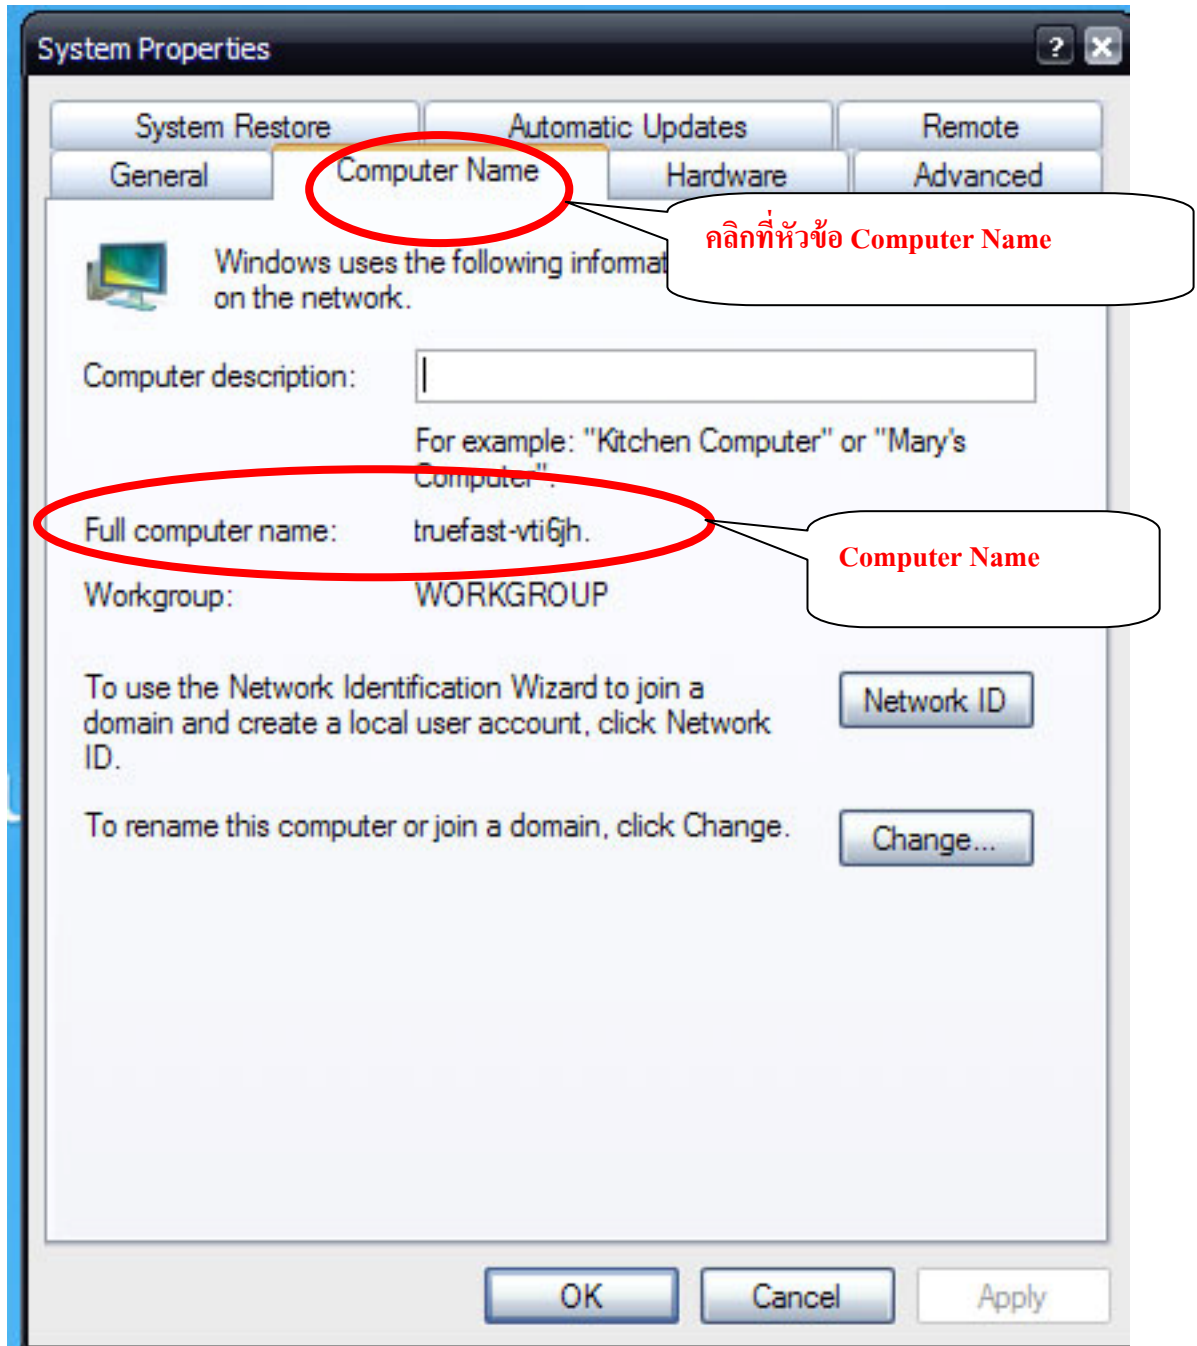 System Properties
System Restore Automatic Updates Remote
General Computer Name Hardware Advanced
คลิกที่หัวข้อ Computer Name
Windows uses the following
on the network.
Computer description:
For example: "Kitchen Computer" or "Mary's
Computer".
Full computer name: truefast-vti6jh.
Computer Name
Workgroup: WORKGROUP
To use the Network Identification Wizard to join a
domain and create a local user account, click Network
ID.
Network ID
To rename this computer or join a domain, click Change.
Change...
OK Cancel Apply